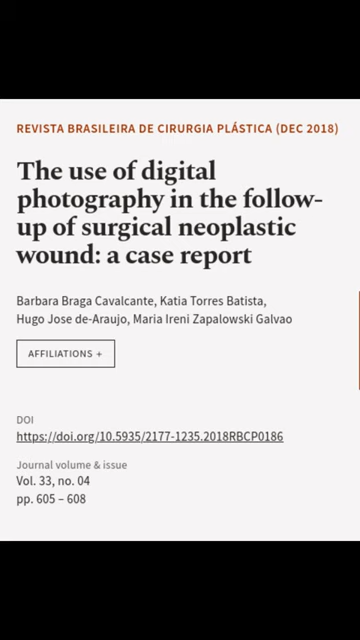 REVISTA BRASILEIRA DE CIRURGIA PLÁSTICA (DEC 2018)
The use of digital
photography in the follow-
up of surgical neoplastic
wound: a case report
Barbara Braga Cavalcante, Katia Torres Batista,
Hugo Jose de-Araujo, Maria Ireni Zapalowski Galvao
AFFILIATIONS +
DOI
https://doi.org/10.5935/2177-1235.2018RBCP0186
Journal volume & issue
Vol. 33, no. 04
pp. 605 – 608